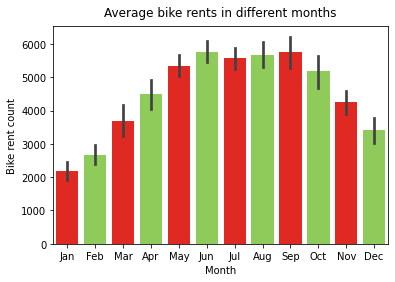 Average bike rents in different months
Bike rent count
6000
5000
4000
3000
2000
1000
0
Jan Feb Mar Apr May Jun Jul Aug Sep Oct Nov Dec
Month